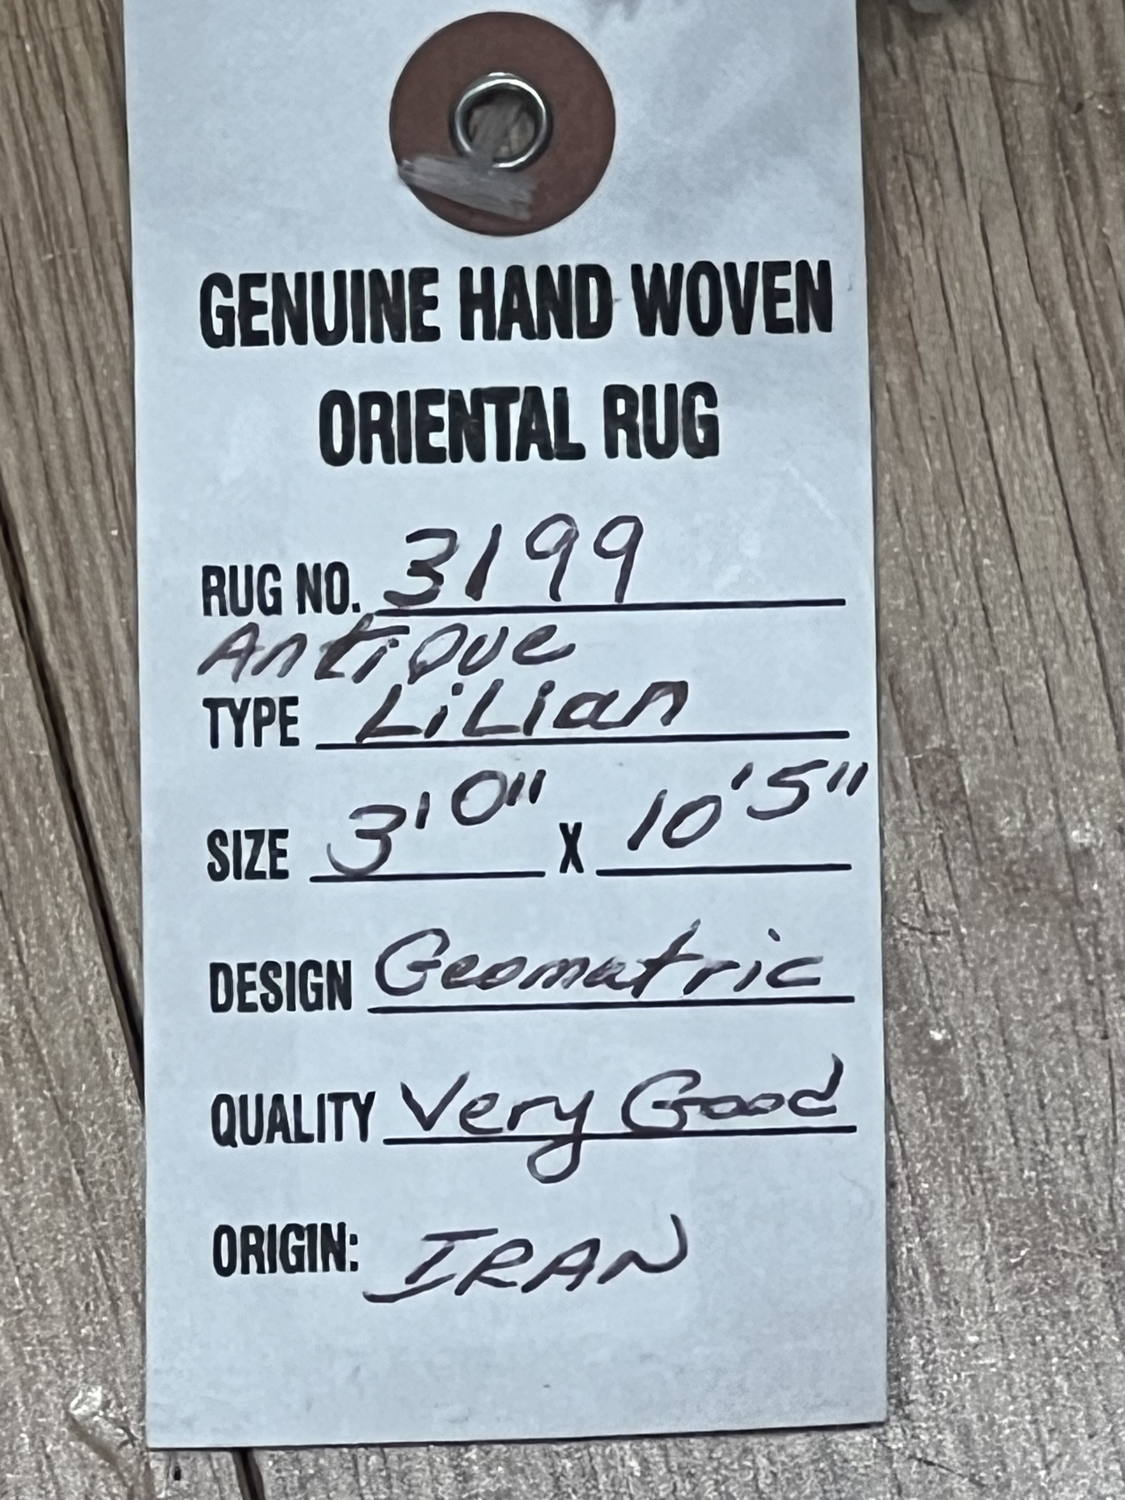 GENUINE HAND WOVEN
ORIENTAL RUG
RUG NO. 3199
Antique
TYPE LiLian
SIZE 3'0" X 10'5"
DESIGN Geomatric
QUALITY Very Good
ORIGIN: IRAN